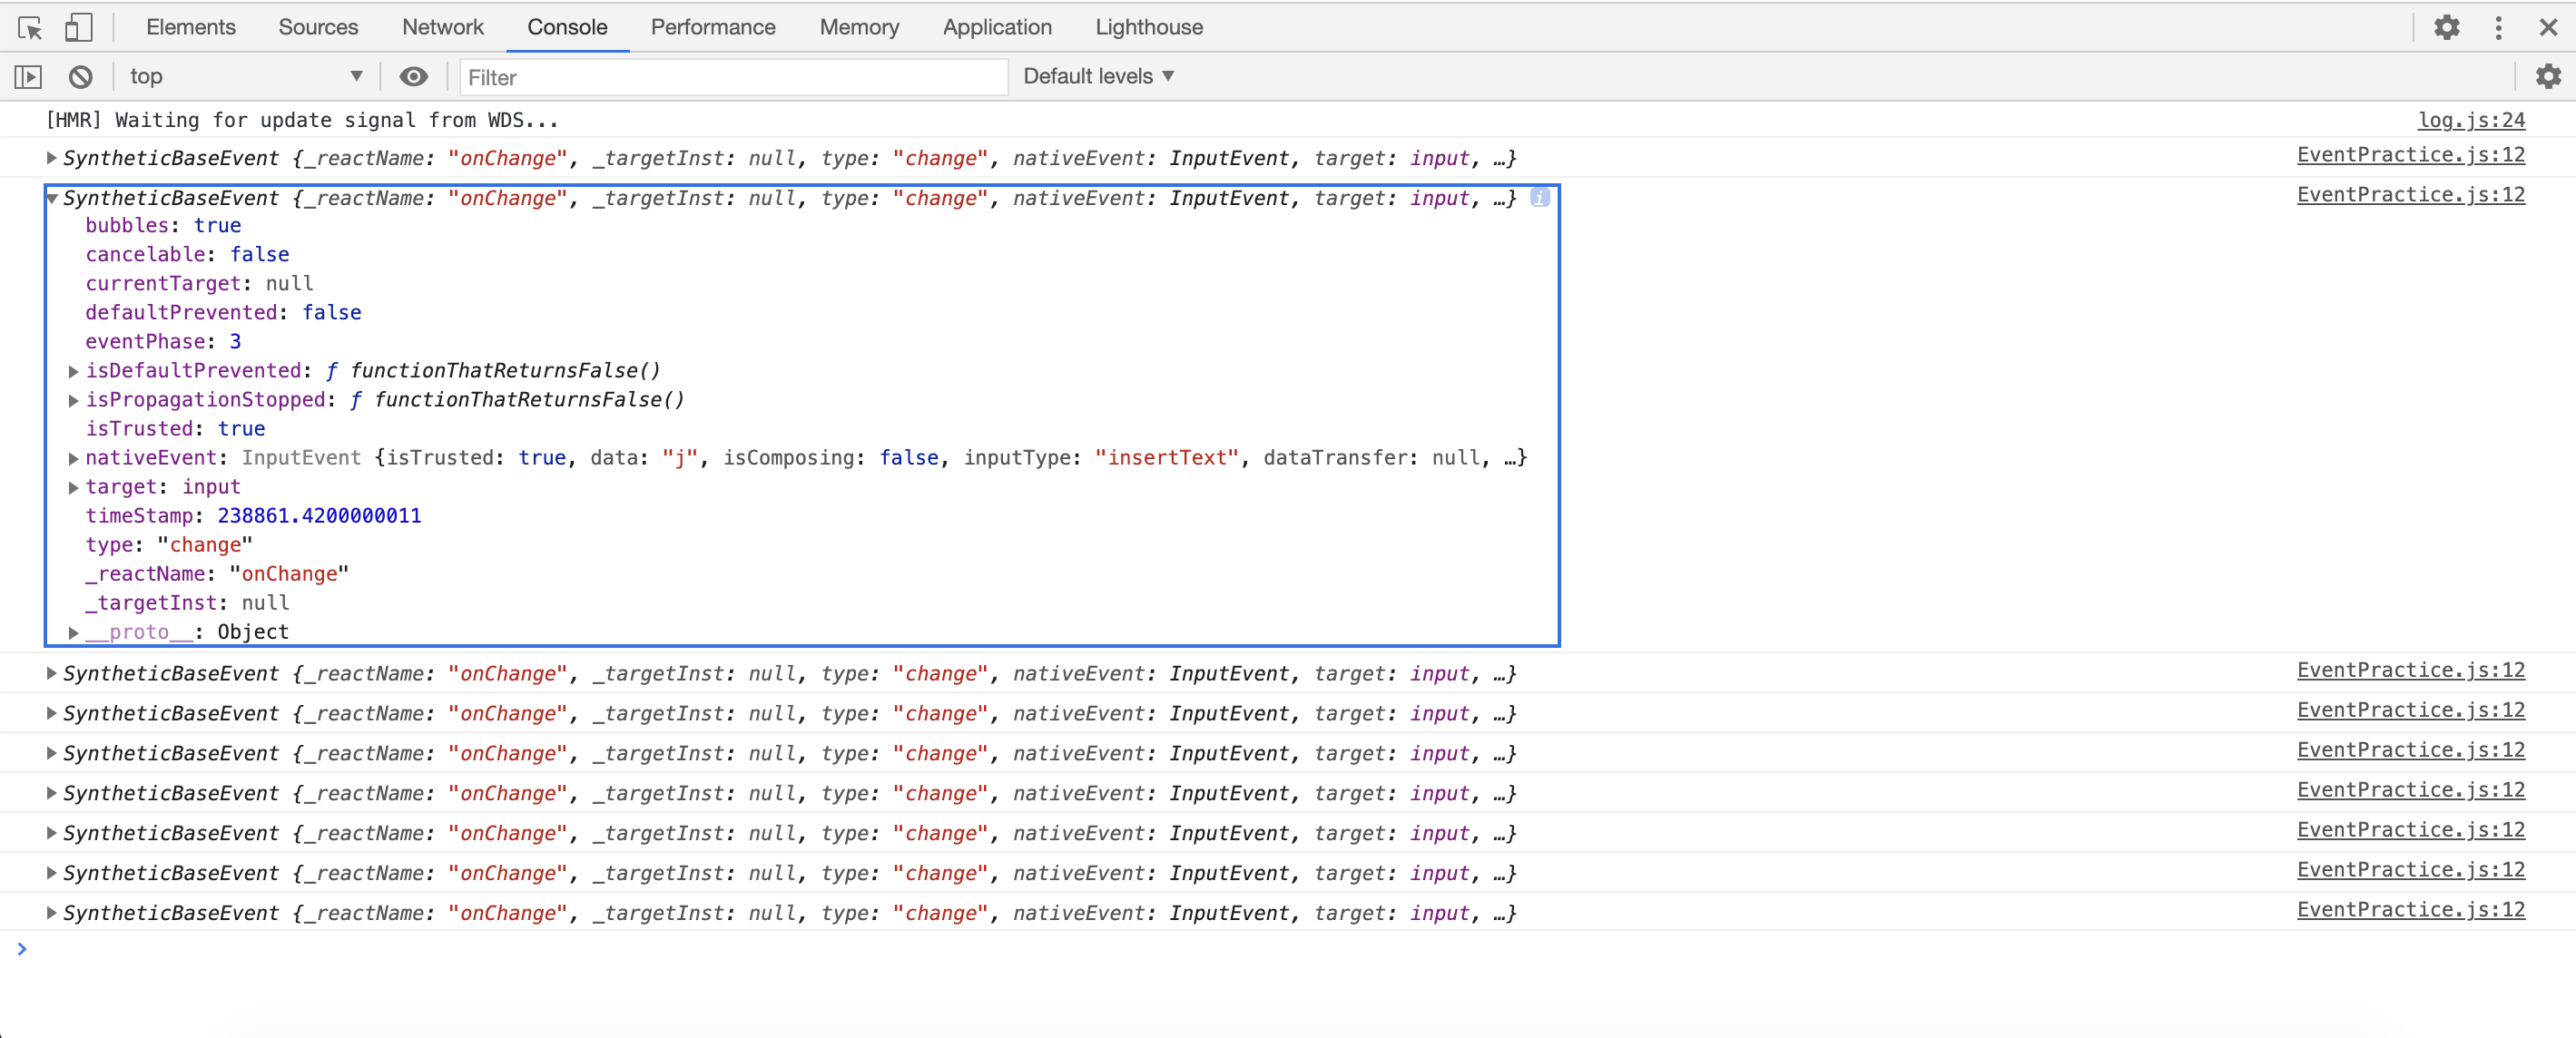 Elements Sources Network Console Performance Memory Application Lighthouse
top Filter Default levels
[HMR] Waiting for update signal from WDS... log.js:24
SyntheticBaseEvent {_reactName: "onChange", _targetInst: null, type: "change", nativeEvent: InputEvent, target: input, …} EventPractice.js:12
SyntheticBaseEvent {_reactName: "onChange", _targetInst: null, type: "change", nativeEvent: InputEvent, target: input, …} i EventPractice.js:12
bubbles: true
cancelable: false
currentTarget: null
defaultPrevented: false
eventPhase: 3
isDefaultPrevented: ƒ functionThatReturnsFalse()
isPropagationStopped: ƒ functionThatReturnsFalse()
isTrusted: true
nativeEvent: InputEvent {isTrusted: true, data: "j", isComposing: false, inputType: "insertText", dataTransfer: null, …}
target: input
timeStamp: 238861.4200000011
type: "change"
_reactName: "onChange"
_targetInst: null
__proto__: Object
SyntheticBaseEvent {_reactName: "onChange", _targetInst: null, type: "change", nativeEvent: InputEvent, target: input, …} EventPractice.js:12
SyntheticBaseEvent {_reactName: "onChange", _targetInst: null, type: "change", nativeEvent: InputEvent, target: input, …} EventPractice.js:12
SyntheticBaseEvent {_reactName: "onChange", _targetInst: null, type: "change", nativeEvent: InputEvent, target: input, …} EventPractice.js:12
SyntheticBaseEvent {_reactName: "onChange", _targetInst: null, type: "change", nativeEvent: InputEvent, target: input, …} EventPractice.js:12
SyntheticBaseEvent {_reactName: "onChange", _targetInst: null, type: "change", nativeEvent: InputEvent, target: input, …} EventPractice.js:12
SyntheticBaseEvent {_reactName: "onChange", _targetInst: null, type: "change", nativeEvent: InputEvent, target: input, …} EventPractice.js:12
SyntheticBaseEvent {_reactName: "onChange", _targetInst: null, type: "change", nativeEvent: InputEvent, target: input, …} EventPractice.js:12